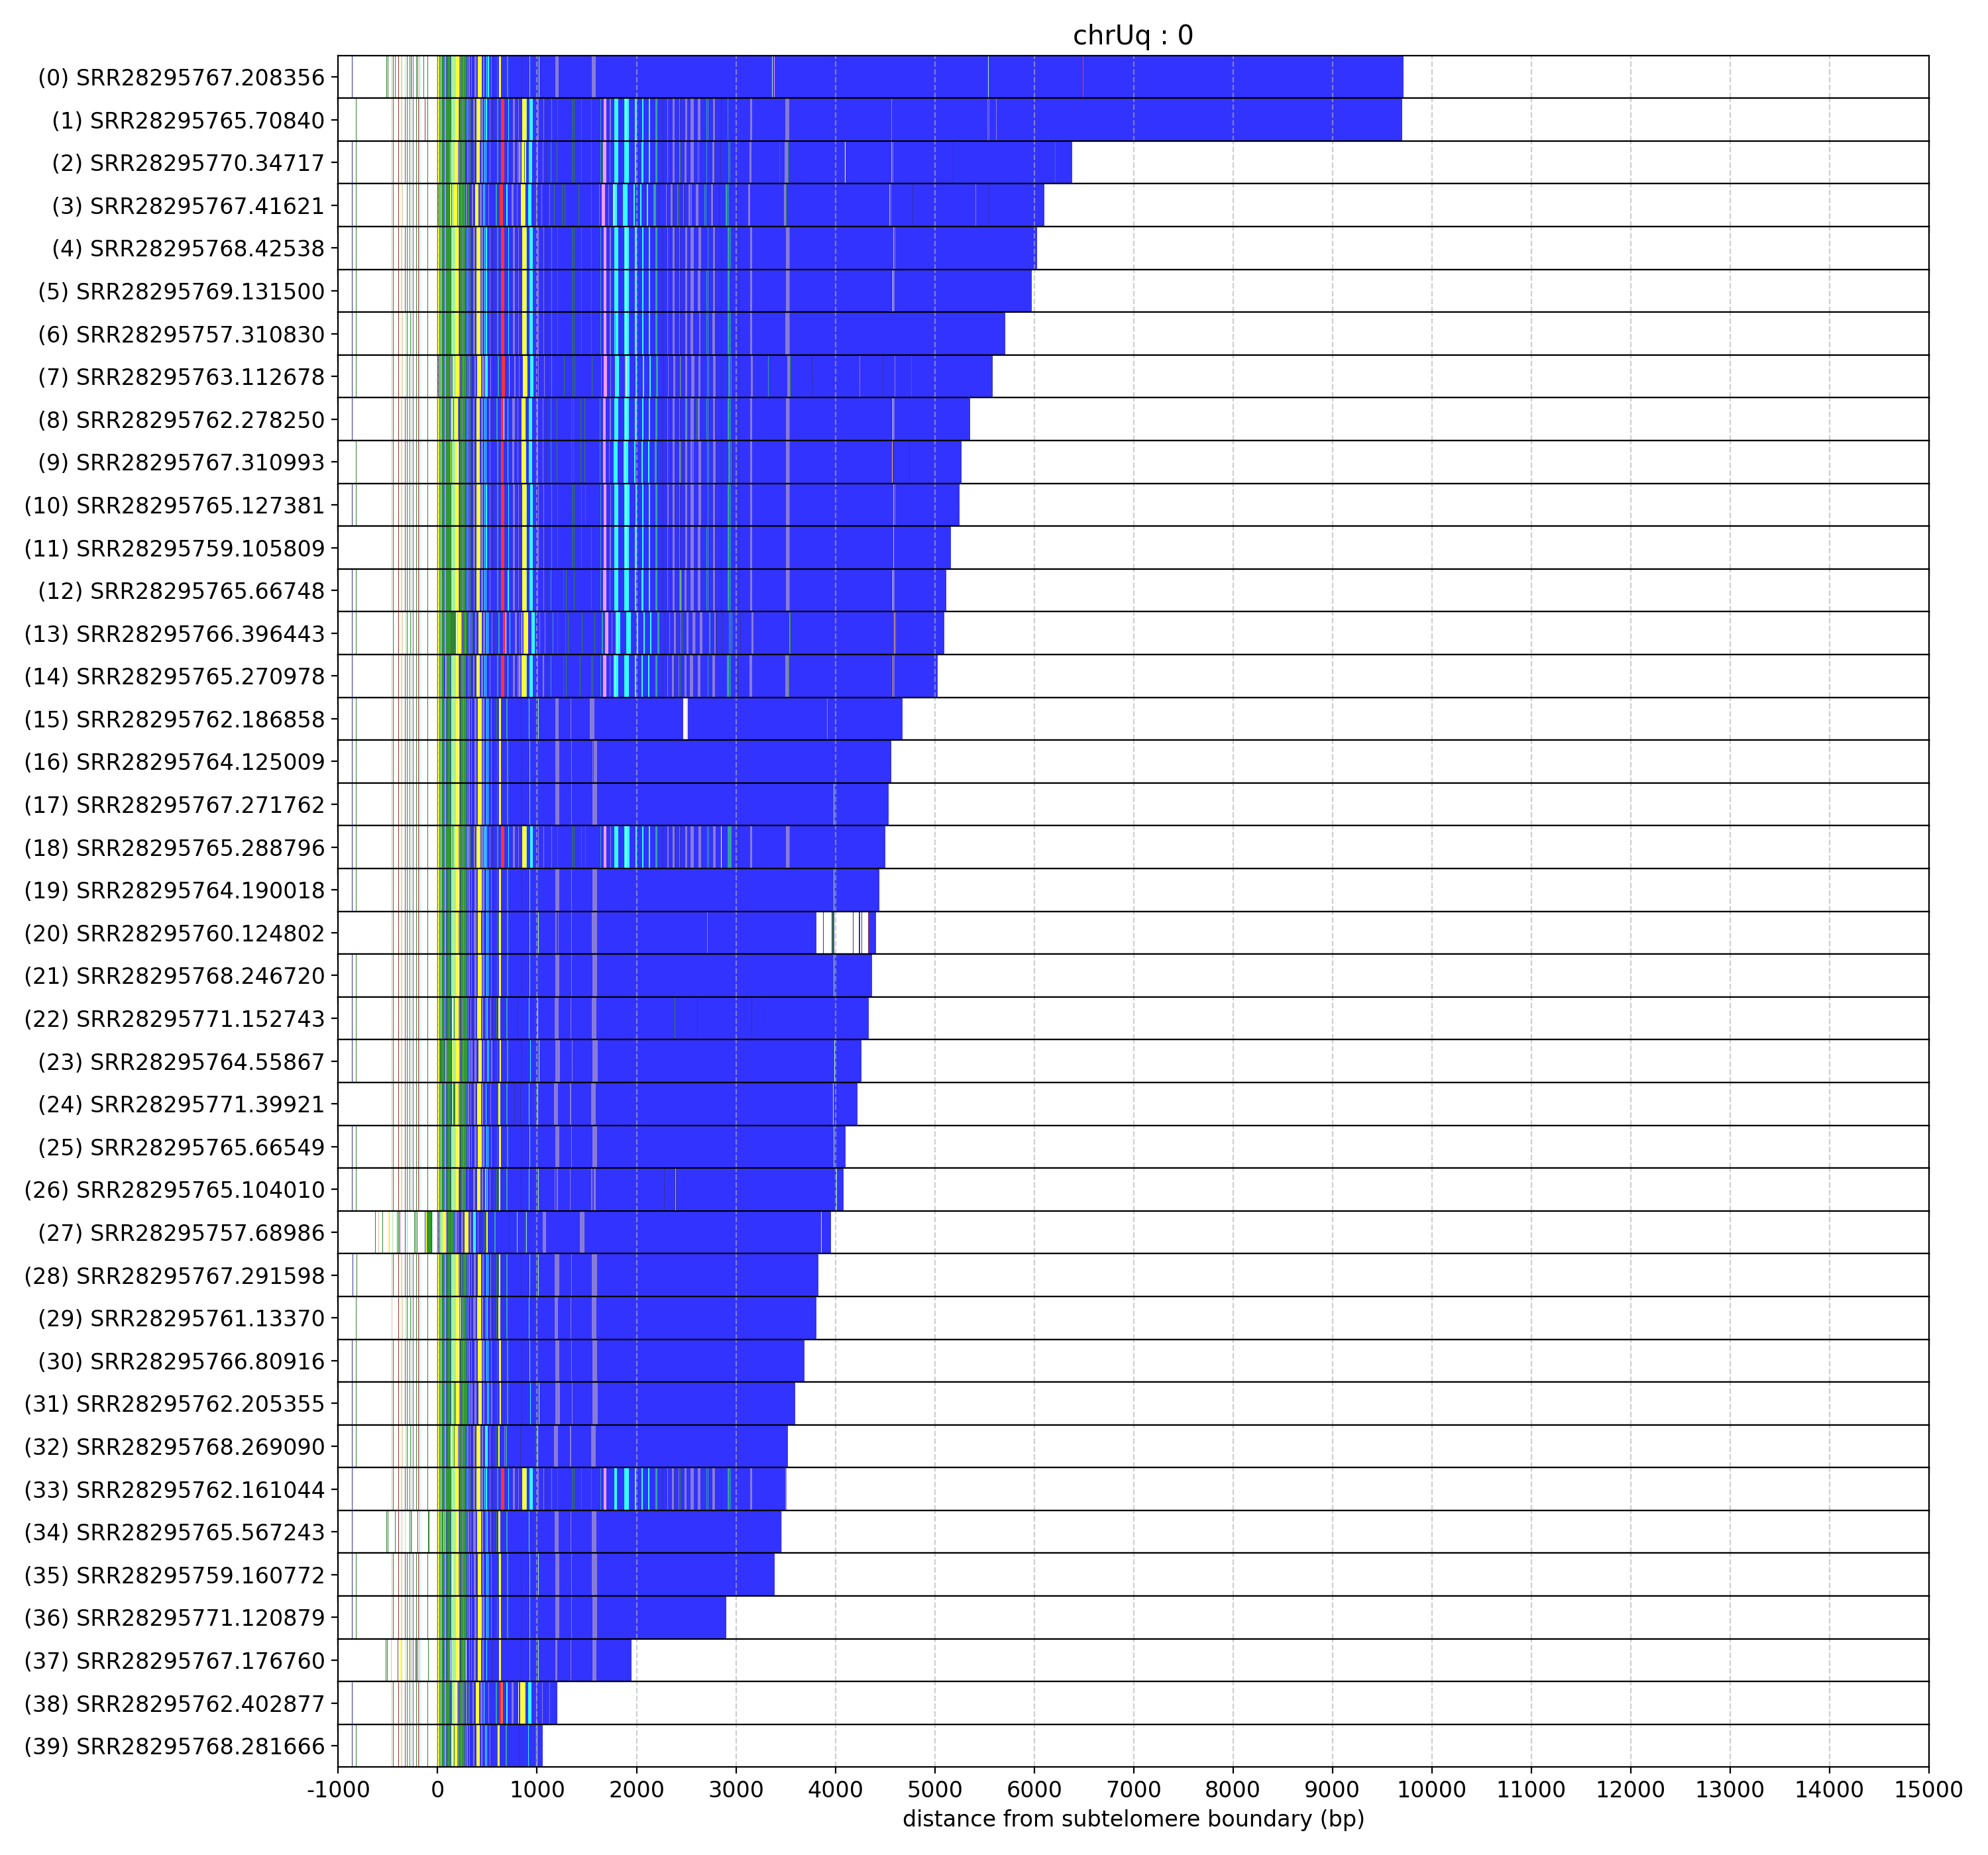 chrUq : 0
(0) SRR28295767.208356
(1) SRR28295765.70840
(2) SRR28295770.34717
(3) SRR28295767.41621
(4) SRR28295768.42538
(5) SRR28295769.131500
(6) SRR28295757.310830
(7) SRR28295763.112678
(8) SRR28295762.278250
(9) SRR28295767.310993
(10) SRR28295765.127381
(11) SRR28295759.105809
(12) SRR28295765.66748
(13) SRR28295766.396443
(14) SRR28295765.270978
(15) SRR28295762.186858
(16) SRR28295764.125009
(17) SRR28295767.271762
(18) SRR28295765.288796
(19) SRR28295764.190018
(20) SRR28295760.124802
(21) SRR28295768.246720
(22) SRR28295771.152743
(23) SRR28295764.55867
(24) SRR28295771.39921
(25) SRR28295765.66549
(26) SRR28295765.104010
(27) SRR28295757.68986
(28) SRR28295767.291598
(29) SRR28295761.13370
(30) SRR28295766.80916
(31) SRR28295762.205355
(32) SRR28295768.269090
(33) SRR28295762.161044
(34) SRR28295765.567243
(35) SRR28295759.160772
(36) SRR28295771.120879
(37) SRR28295767.176760
(38) SRR28295762.402877
(39) SRR28295768.281666
-1000 0 1000 2000 3000 4000 5000 6000 7000 8000 9000 10000 11000 12000 13000 14000 15000
distance from subtelomere boundary (bp)